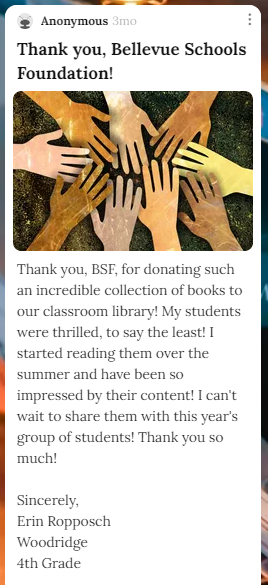 Anonymous 3mo
Thank you, Bellevue Schools
Foundation!
Thank you, BSF, for donating such
an incredible collection of books to
our classroom library! My students
were thrilled, to say the least! I
started reading them over the
summer and have been so
impressed by their content! I can't
wait to share them with this year's
group of students! Thank you so
much!
Sincerely,
Erin Ropposch
Woodridge
4th Grade